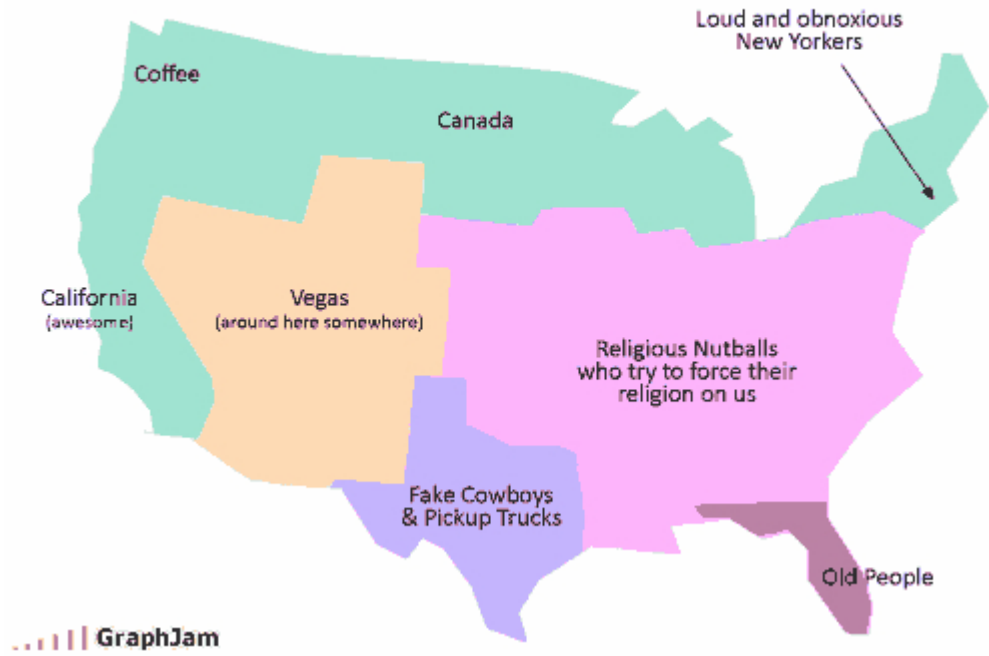 Loud and obnoxious
New Yorkers
Coffee
Canada
California
(awesome)
Vegas
(around here somewhere)
Religious Nutballs
who try to force their
religion on us
Fake Cowboys
& Pickup Trucks
Old People
GraphJam